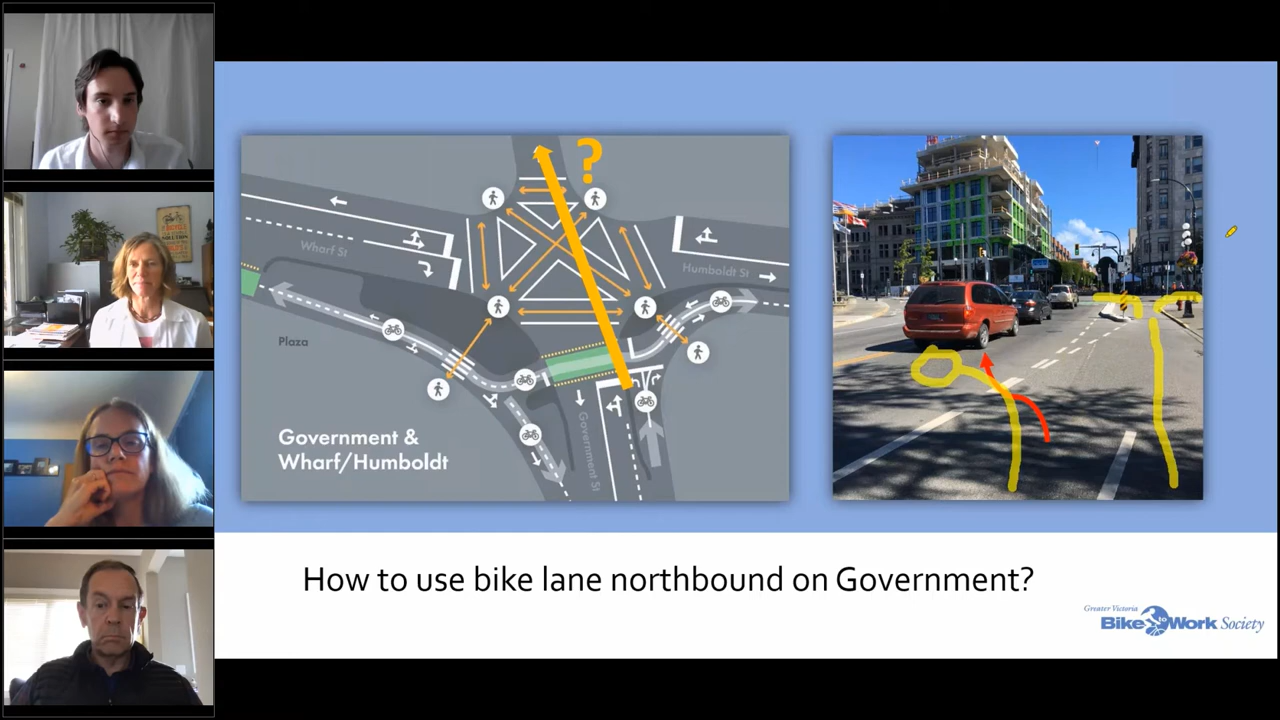 ?
Wharf St
Humboldt St
Plaza
Government St
Government &
Wharf/Humboldt
How to use bike lane northbound on Government?
Greater Victoria
Bike to Work Society